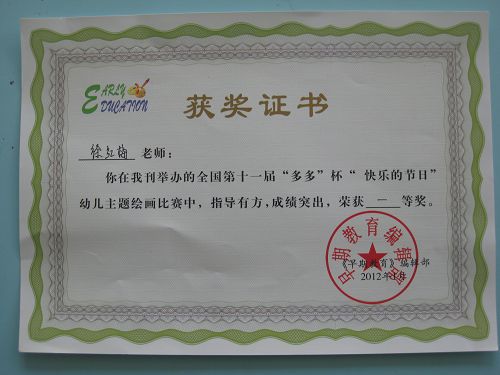 EARLY
EDUCATION
获奖证书
徐红梅 老师：
你在我刊举办的全国第十一届“多多”杯“ 快乐的节日”
幼儿主题绘画比赛中，指导有方，成绩突出，荣获 一 等奖。
早期教育编辑部
《早期教育》编辑部
2012年1月